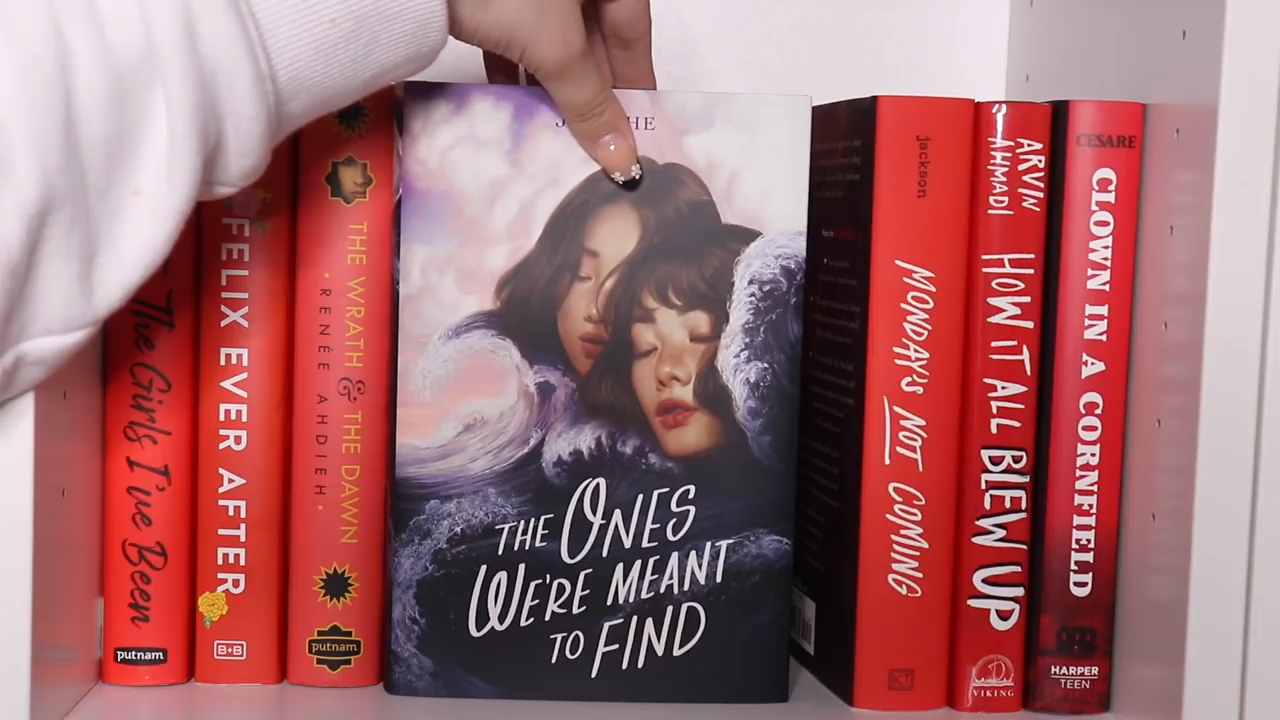 The Girls I've Been
putnam
FELIX EVER AFTER
B+B
THE WRATH & THE DAWN
· RENÉE AHDIEH ·
putnam
THE ONES
WE'RE MEANT
TO FIND
jackson
MONDAY'S NOT COMING
ARVIN
AHMADI
HOW IT ALL BLEW UP
VIKING
CESARE
CLOWN IN A CORNFIELD
HARPER
TEEN